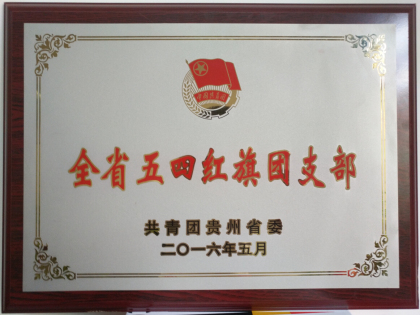 全省五四红旗团支部
共青团贵州省委
二〇一六年五月